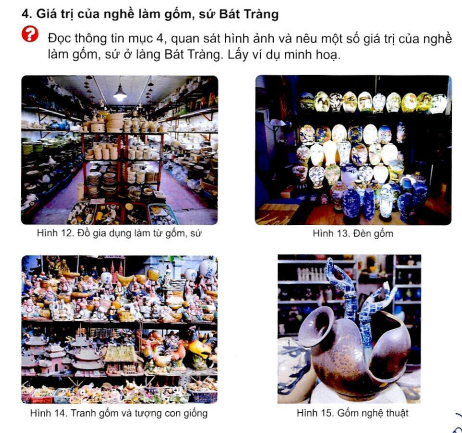 4. Giá trị của nghề làm gốm, sứ Bát Tràng
? Đọc thông tin mục 4, quan sát hình ảnh và nêu một số giá trị của nghề
làm gốm, sứ ở làng Bát Tràng. Lấy ví dụ minh hoạ.
Hình 12. Đồ gia dụng làm từ gốm, sứ
Hình 13. Đèn gốm
Hình 14. Tranh gốm và tượng con giống
Hình 15. Gốm nghệ thuật